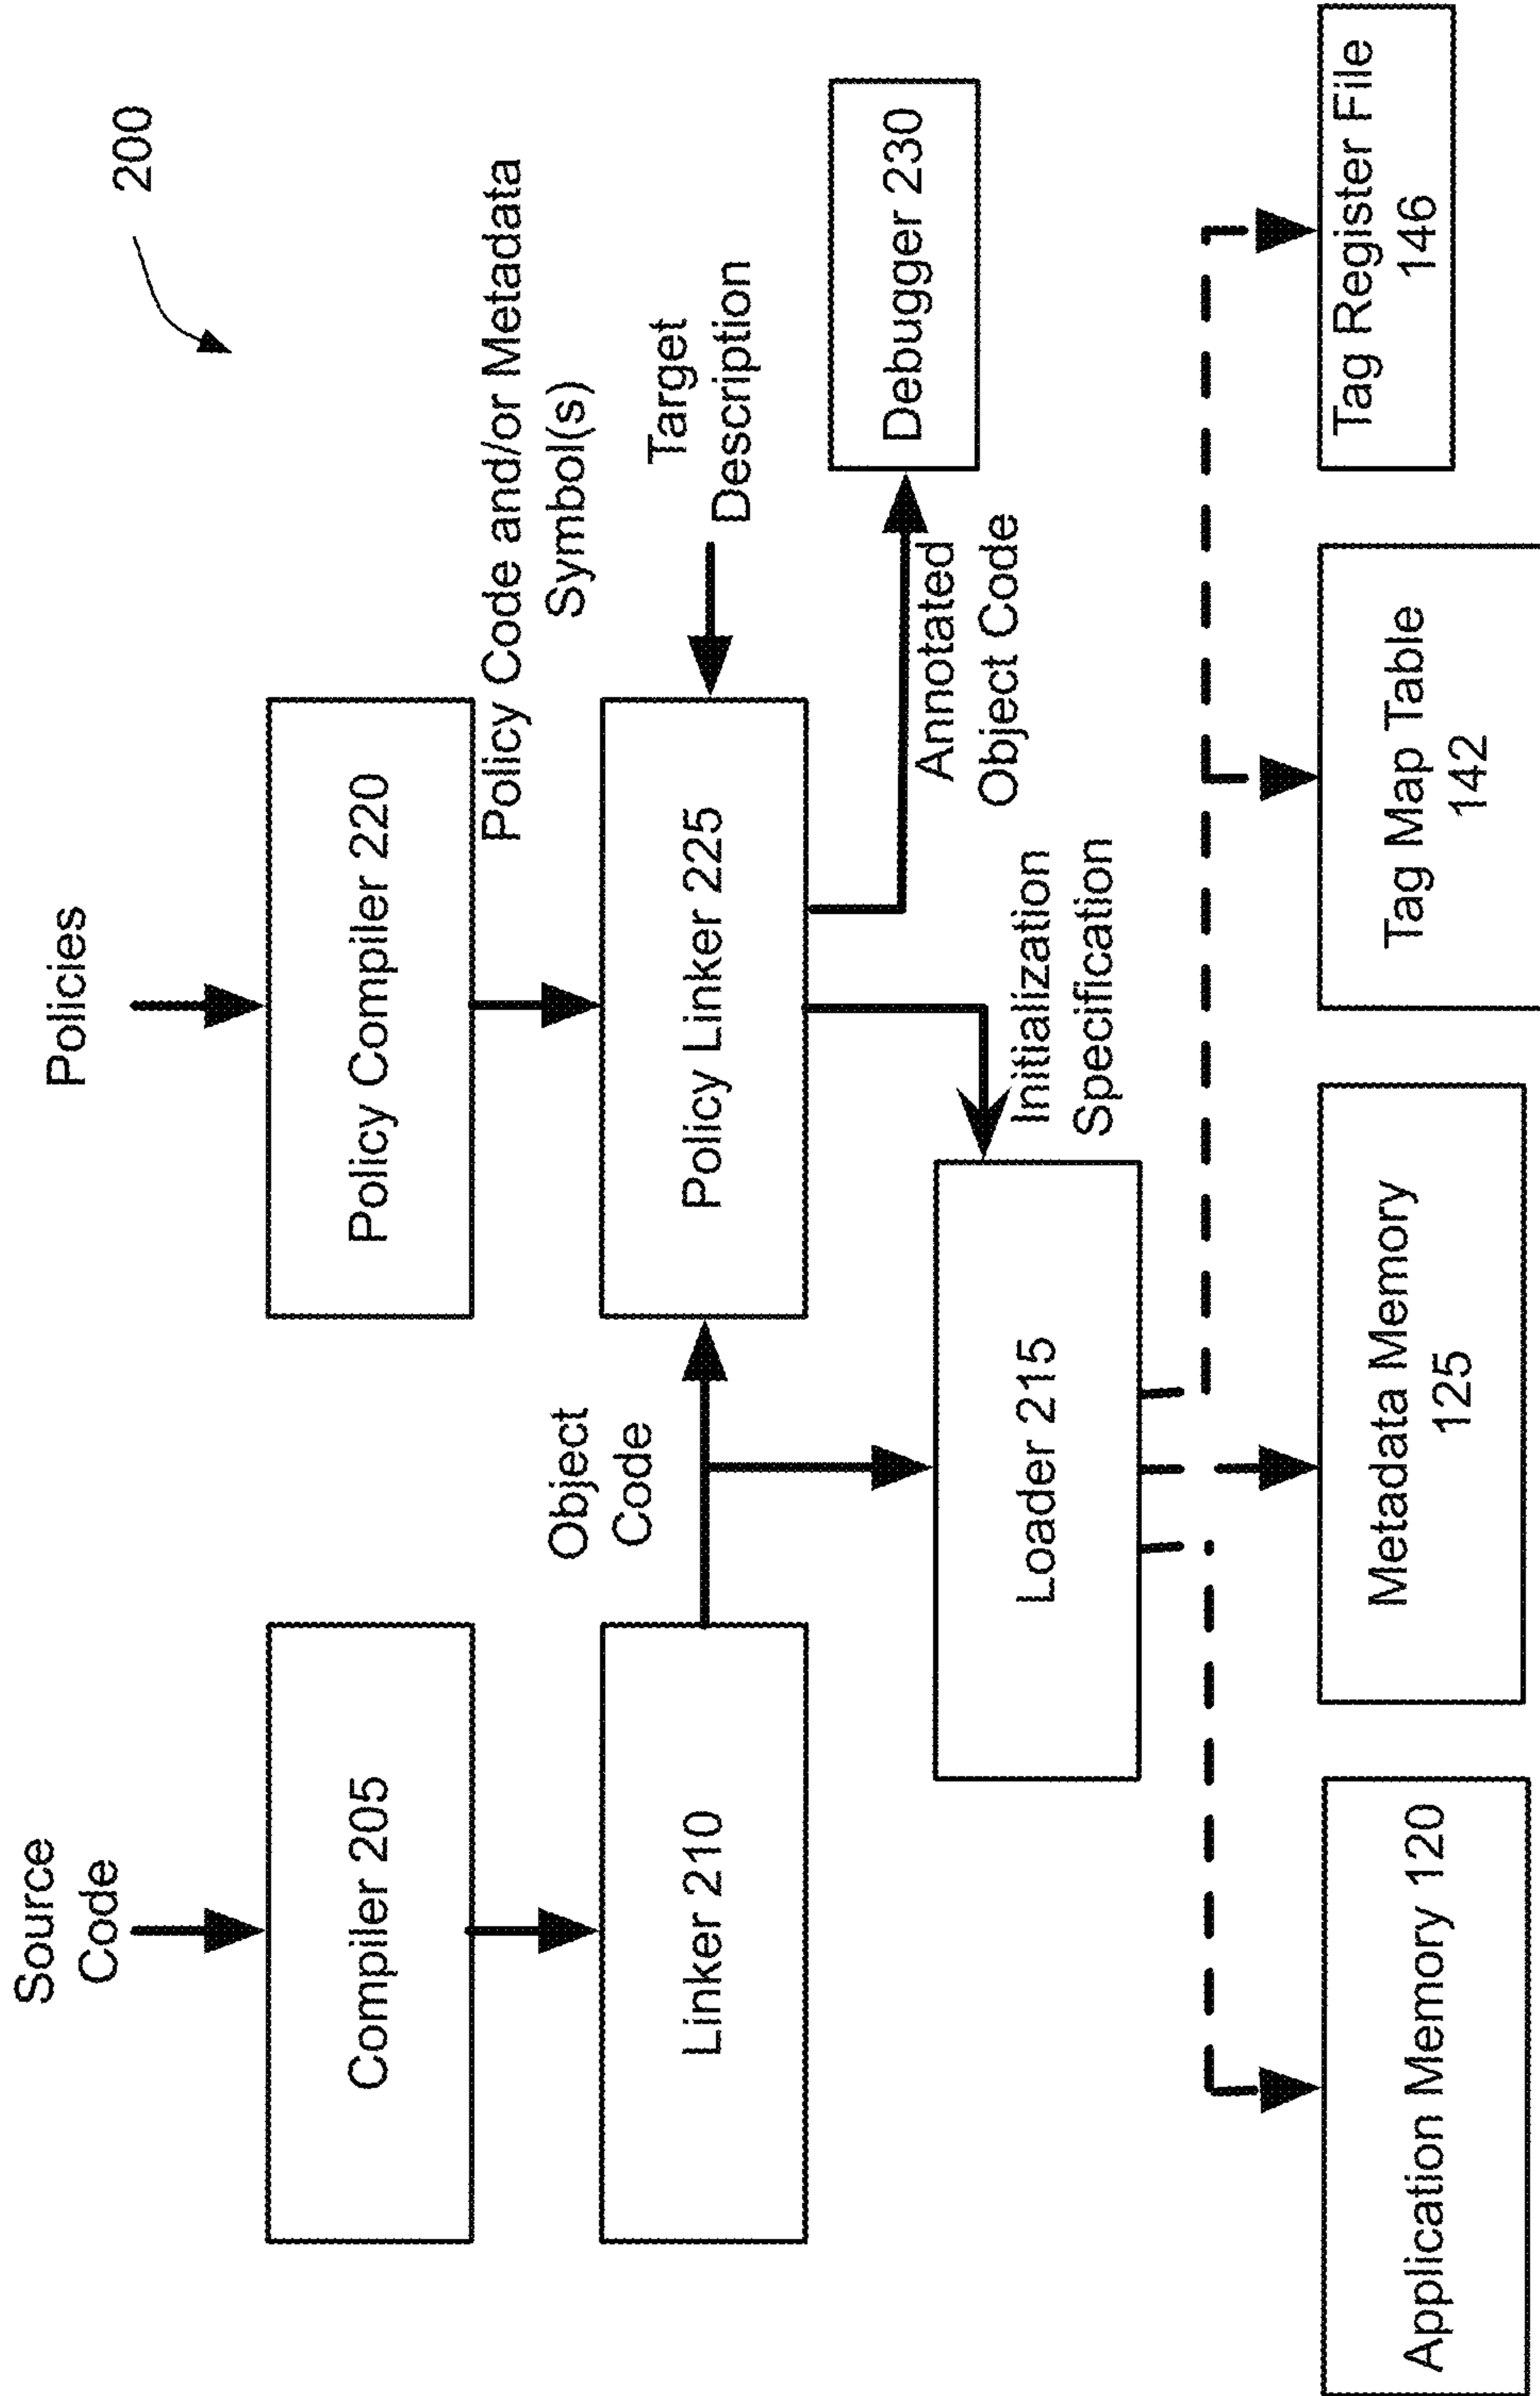 200
Source
Code
Policies
Compiler 205
Policy Compiler 220
Policy Code and/or Metadata
Symbol(s)
Object
Code
Target
Description
Linker 210
Policy Linker 225
Annotated
Object Code
Debugger 230
Initialization
Specification
Loader 215
Application Memory 120
Metadata Memory
125
Tag Map Table
142
Tag Register File
146